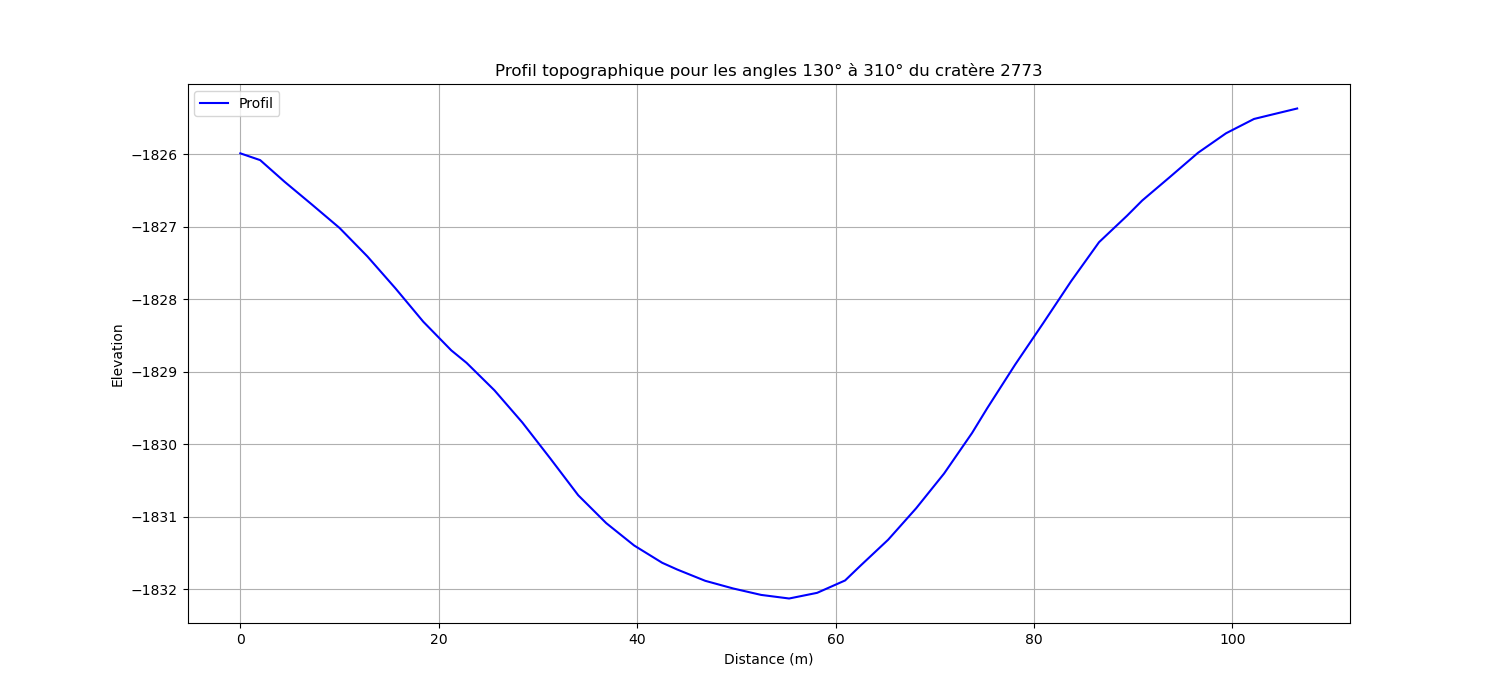 Profil topographique pour les angles 130° à 310° du cratère 2773
Profil
Elevation
−1826
−1827
−1828
−1829
−1830
−1831
−1832
0 20 40 60 80 100
Distance (m)